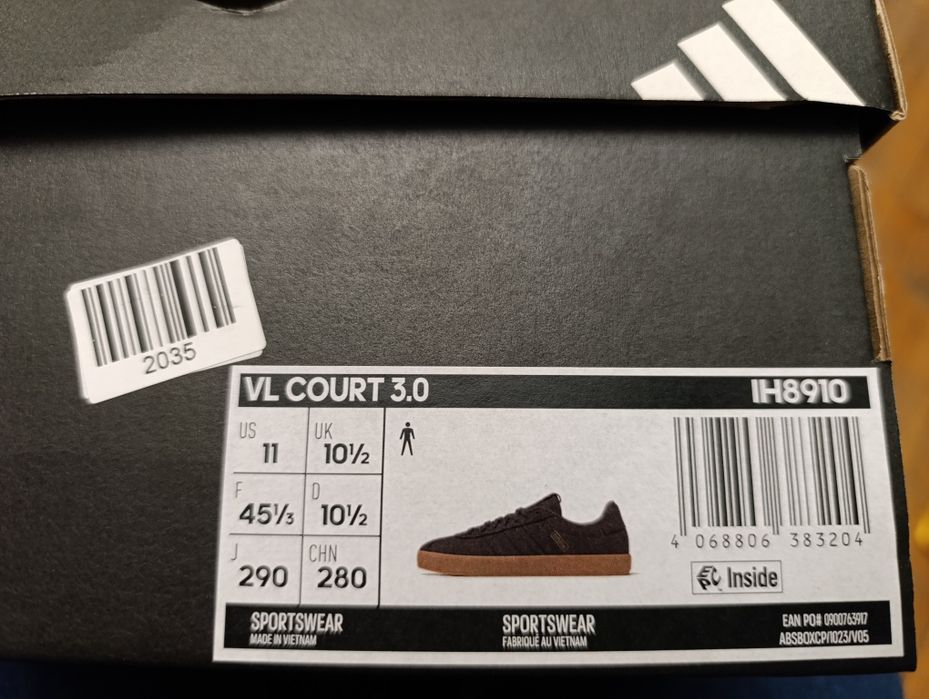 2035
VL COURT 3.0
IH8910
US
11
UK
10½
F
45⅓
D
10½
J
290
CHN
280
4 068806 383204
EPC Inside
SPORTSWEAR
MADE IN VIETNAM
SPORTSWEAR
FABRIQUÉ AU VIETNAM
EAN PO# 0900763917
ABSBOXCP/1023/V05